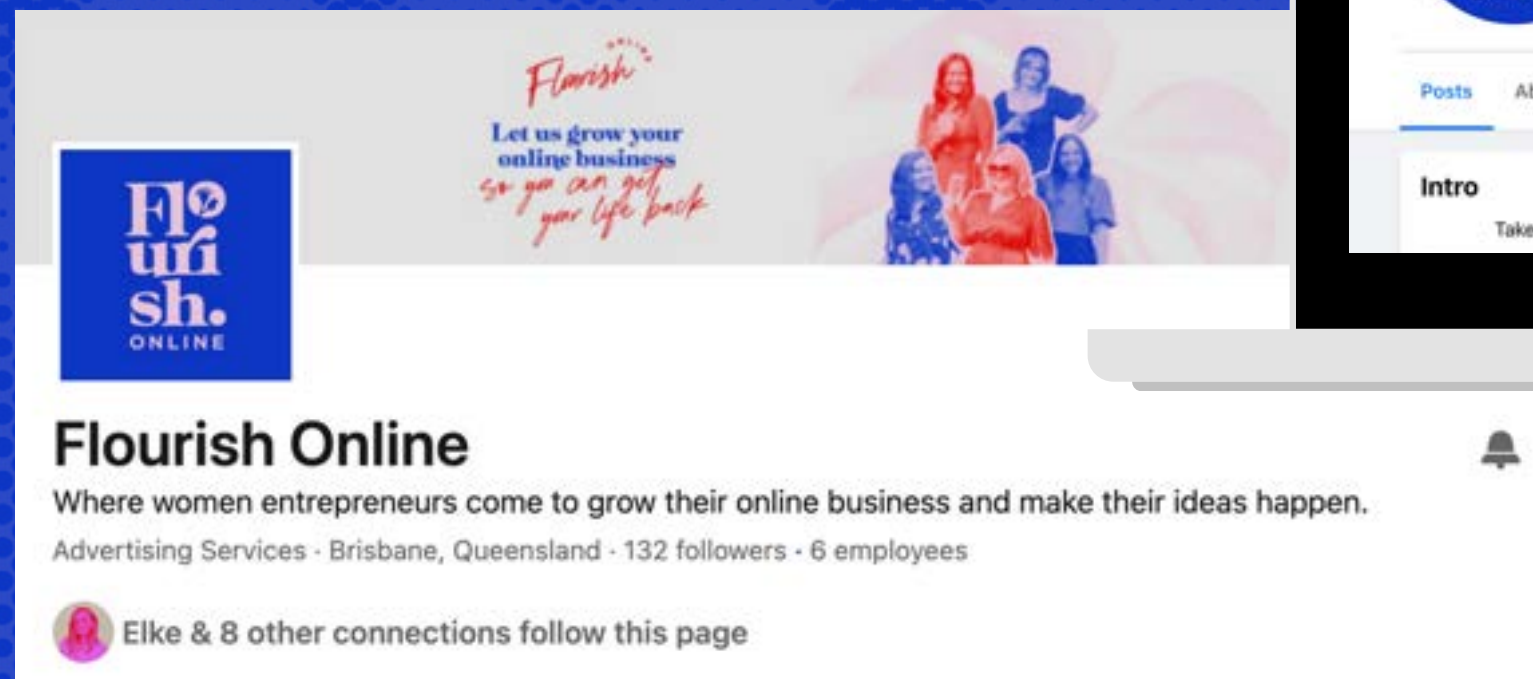 Flourish
ONLINE
Let us grow your
online business
so you can get
your life back
Flo
uri
sh.
ONLINE
Flourish Online
Where women entrepreneurs come to grow their online business and make their ideas happen.
Advertising Services · Brisbane, Queensland · 132 followers · 6 employees
Elke & 8 other connections follow this page
Posts
Intro
Take